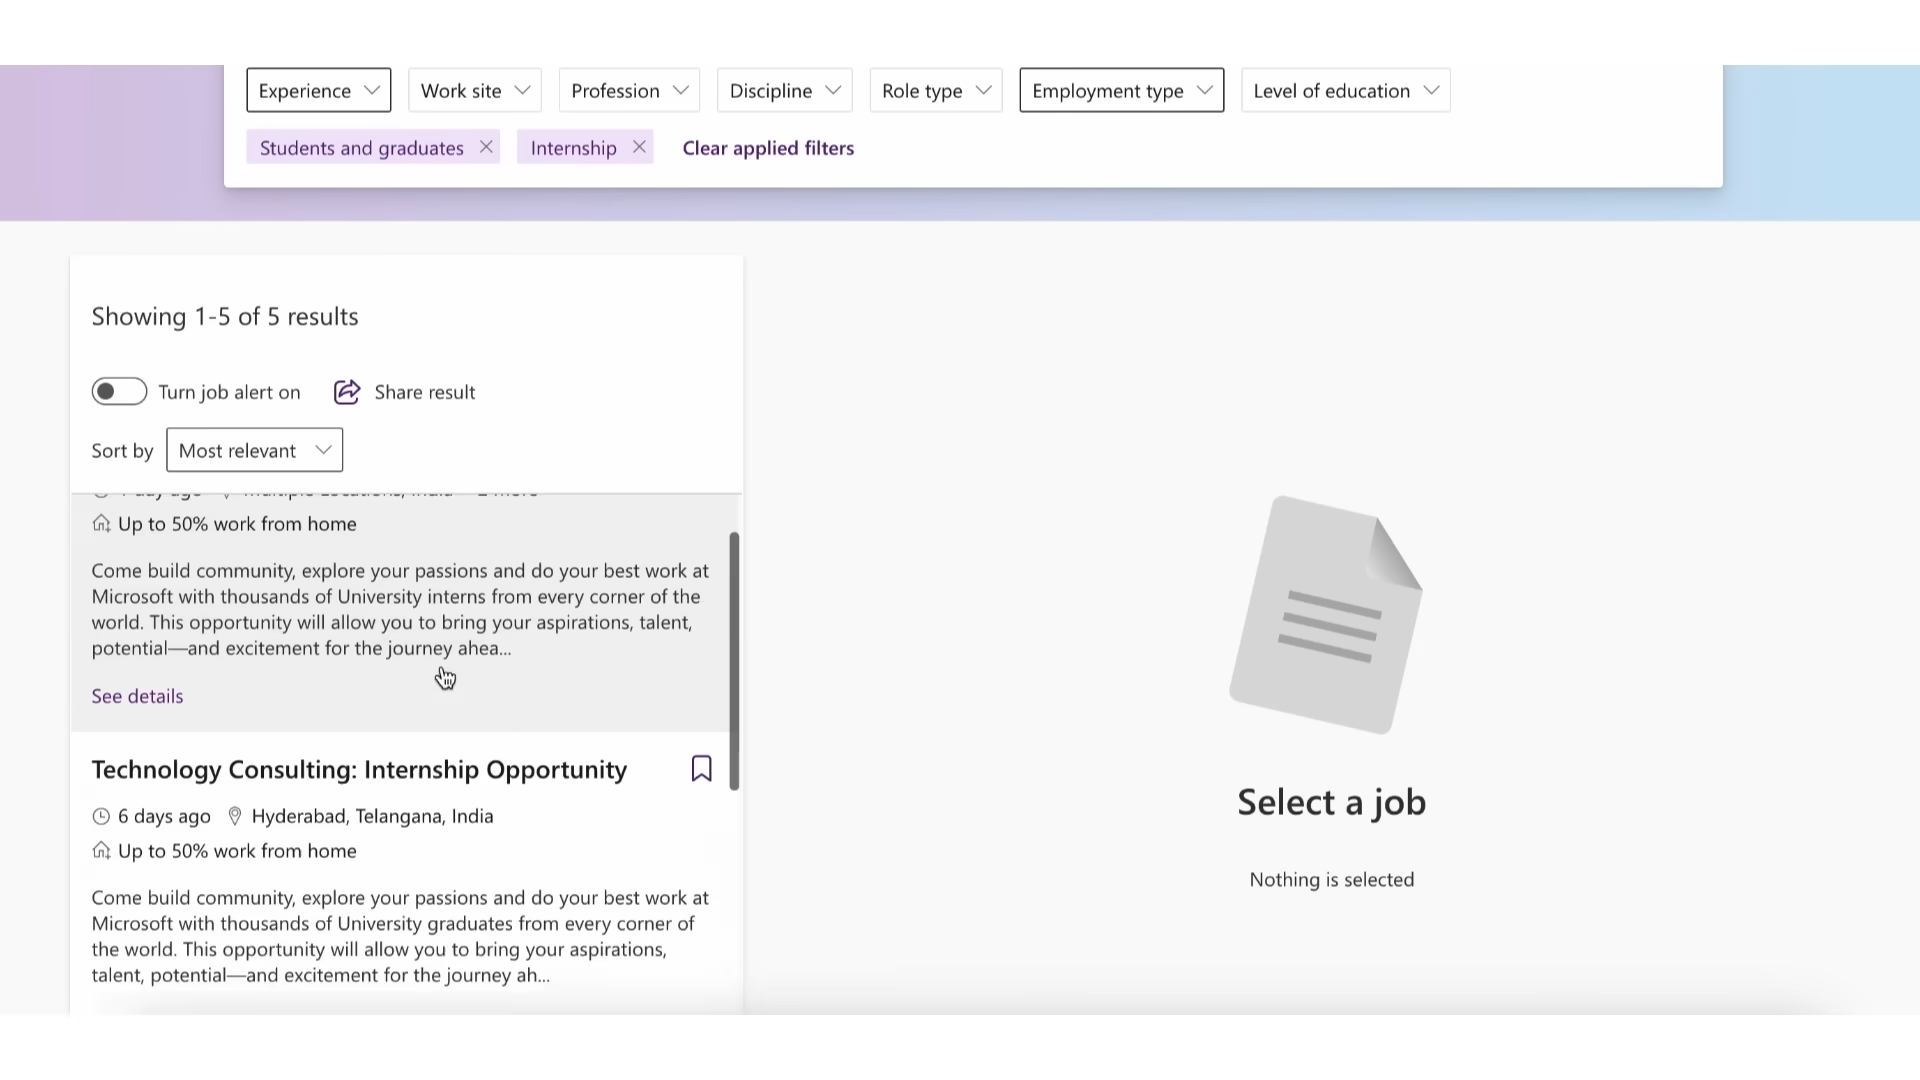 Experience Work site Profession Discipline Role type Employment type Level of education
Students and graduates Internship Clear applied filters
Showing 1-5 of 5 results
Turn job alert on Share result
Sort by Most relevant
Up to 50% work from home
Come build community, explore your passions and do your best work at
Microsoft with thousands of University interns from every corner of the
world. This opportunity will allow you to bring your aspirations, talent,
potential—and excitement for the journey ahea...
See details
Technology Consulting: Internship Opportunity
6 days ago Hyderabad, Telangana, India
Up to 50% work from home
Come build community, explore your passions and do your best work at
Microsoft with thousands of University graduates from every corner of
the world. This opportunity will allow you to bring your aspirations,
talent, potential—and excitement for the journey ah...
Select a job
Nothing is selected